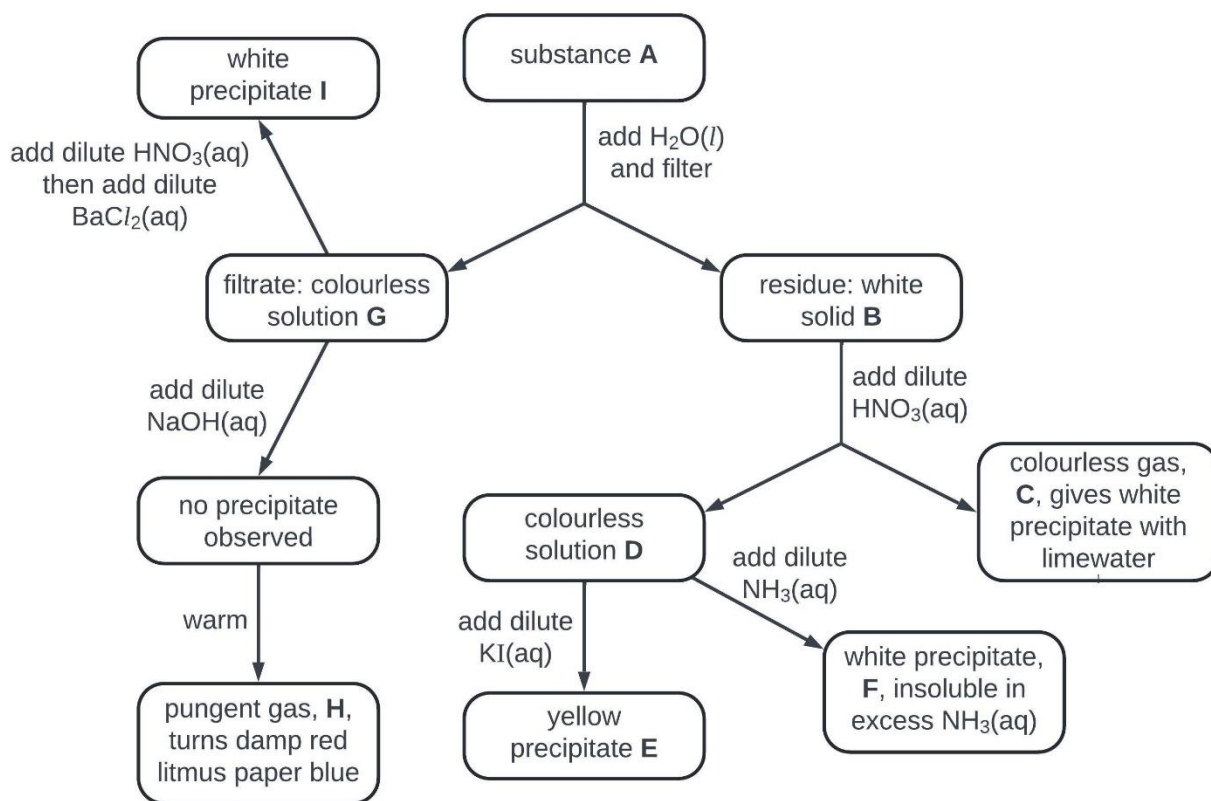 substance A
add H₂O(l)
and filter
white
precipitate I
add dilute HNO₃(aq)
then add dilute
BaCl₂(aq)
filtrate: colourless
solution G
residue: white
solid B
add dilute
NaOH(aq)
no precipitate
observed
warm
pungent gas, H,
turns damp red
litmus paper blue
add dilute
HNO₃(aq)
colourless gas,
C, gives white
precipitate with
limewater
colourless
solution D
add dilute
KI(aq)
yellow
precipitate E
add dilute
NH₃(aq)
white precipitate,
F, insoluble in
excess NH₃(aq)